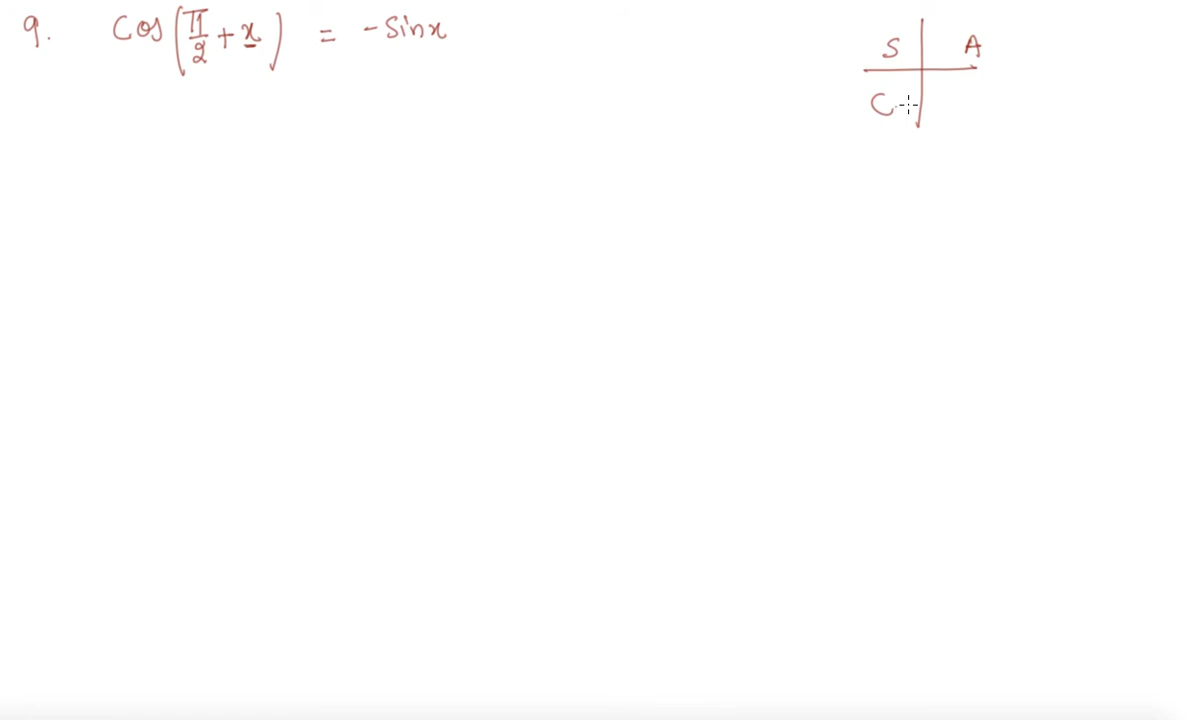 9. Cos(π/2 + x) = -Sinx
S A
C